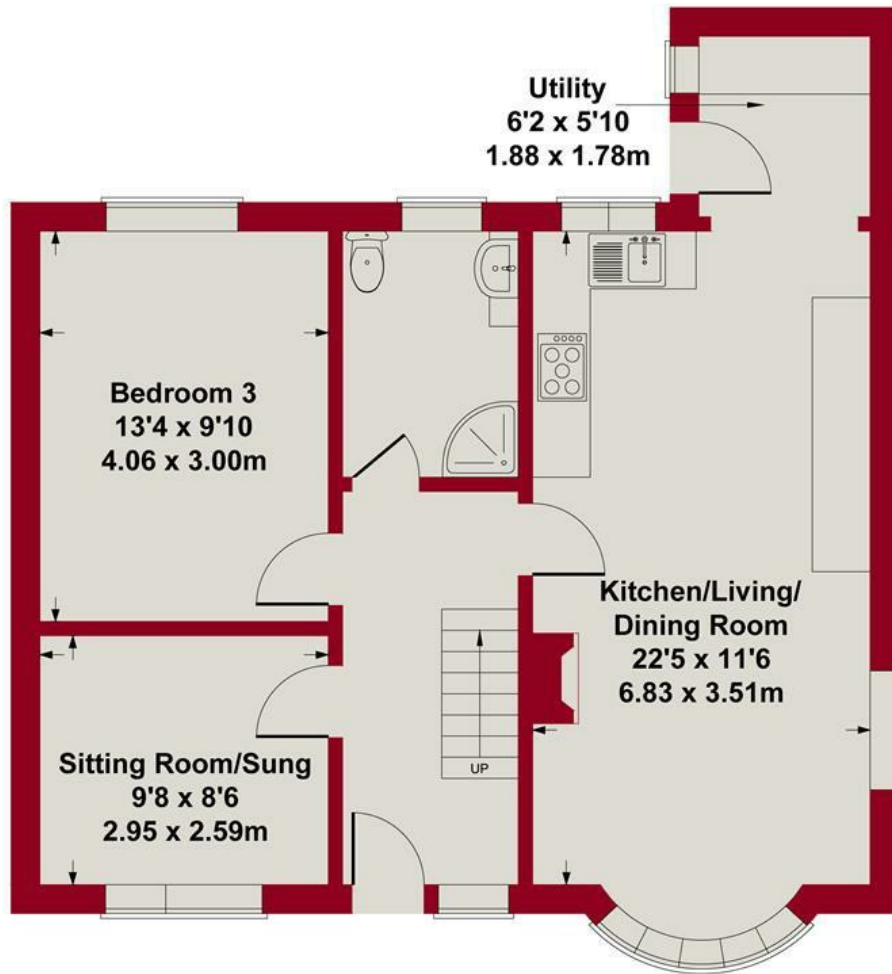 Utility
6'2 x 5'10
1.88 x 1.78m
Bedroom 3
13'4 x 9'10
4.06 x 3.00m
Kitchen/Living/
Dining Room
22'5 x 11'6
6.83 x 3.51m
Sitting Room/Sung
9'8 x 8'6
2.95 x 2.59m
UP